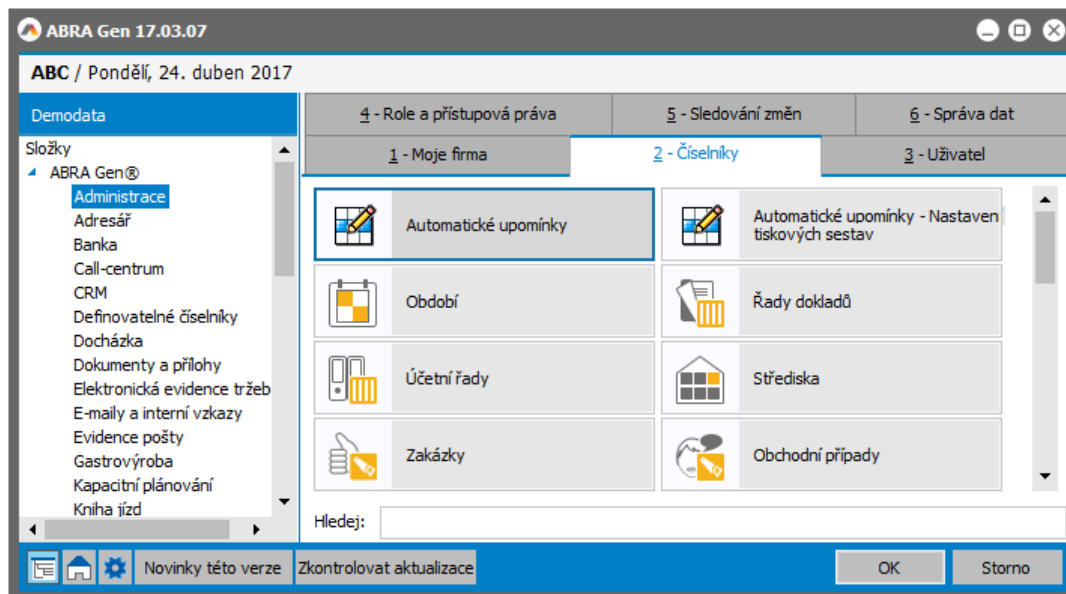 ABRA Gen 17.03.07
ABC / Pondělí, 24. duben 2017
Demodata
Složky
ABRA Gen®
Administrace
Adresář
Banka
Call-centrum
CRM
Definovatelné číselníky
Docházka
Dokumenty a přílohy
Elektronická evidence tržeb
E-maily a interní vzkazy
Evidence pošty
Gastrovýroba
Kapacitní plánování
Kniha jízd
4 - Role a přístupová práva
5 - Sledování změn
6 - Správa dat
1 - Moje firma
2 - Číselníky
3 - Uživatel
Automatické upomínky
Automatické upomínky - Nastaven
tiskových sestav
Období
Řady dokladů
Účetní řady
Střediska
Zakázky
Obchodní případy
Hledej:
Novinky této verze
Zkontrolovat aktualizace
OK
Storno